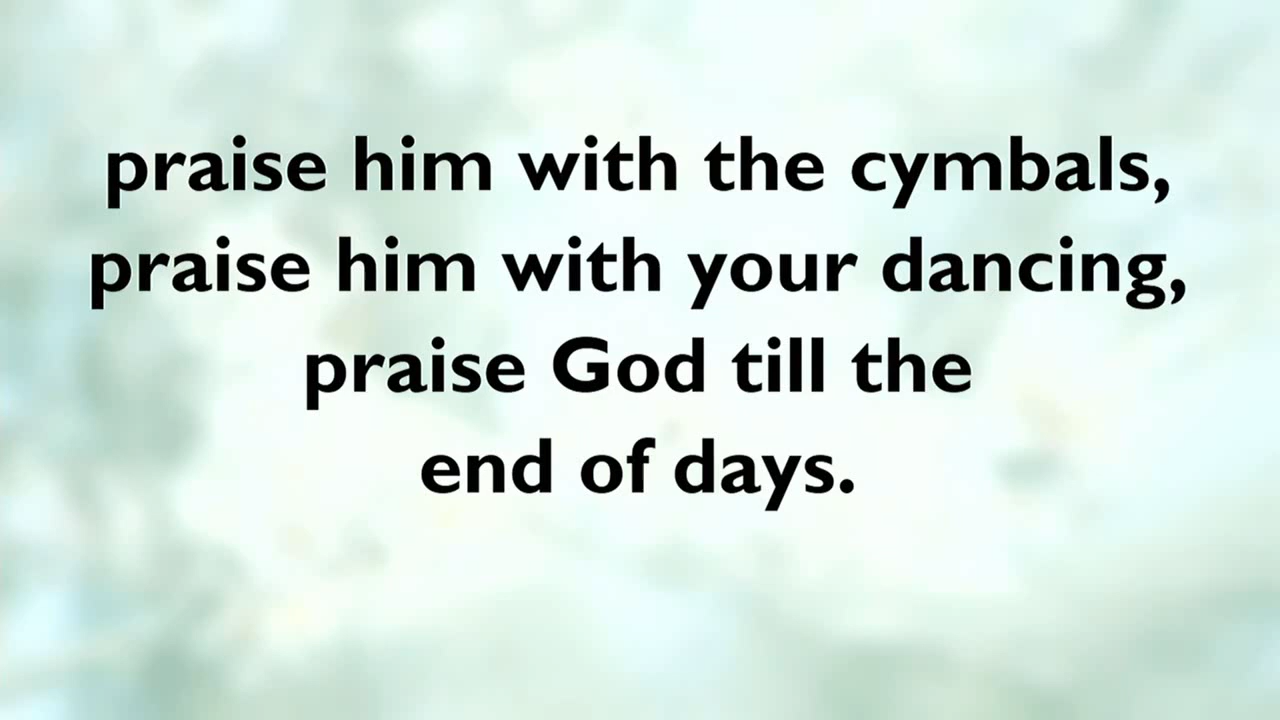 praise him with the cymbals,
praise him with your dancing,
praise God till the
end of days.